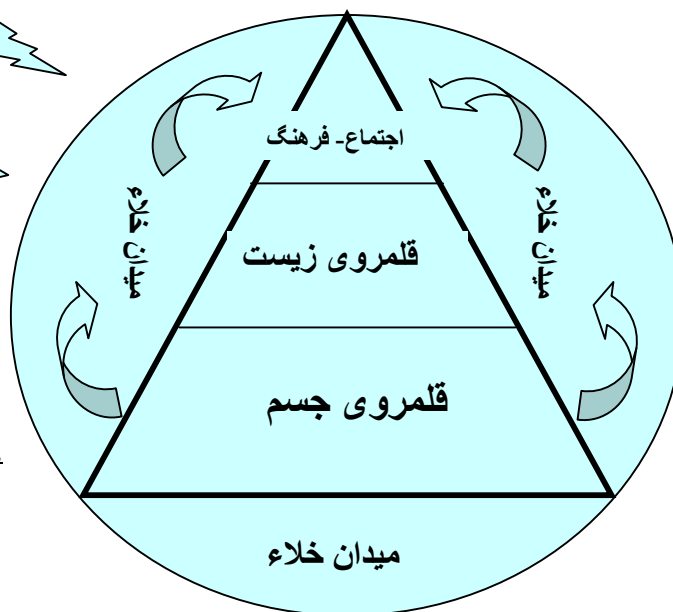 اجتماع- فرهنگ
میدان خلاء
میدان خلاء
قلمروی زیست
قلمروی جسم
میدان خلاء